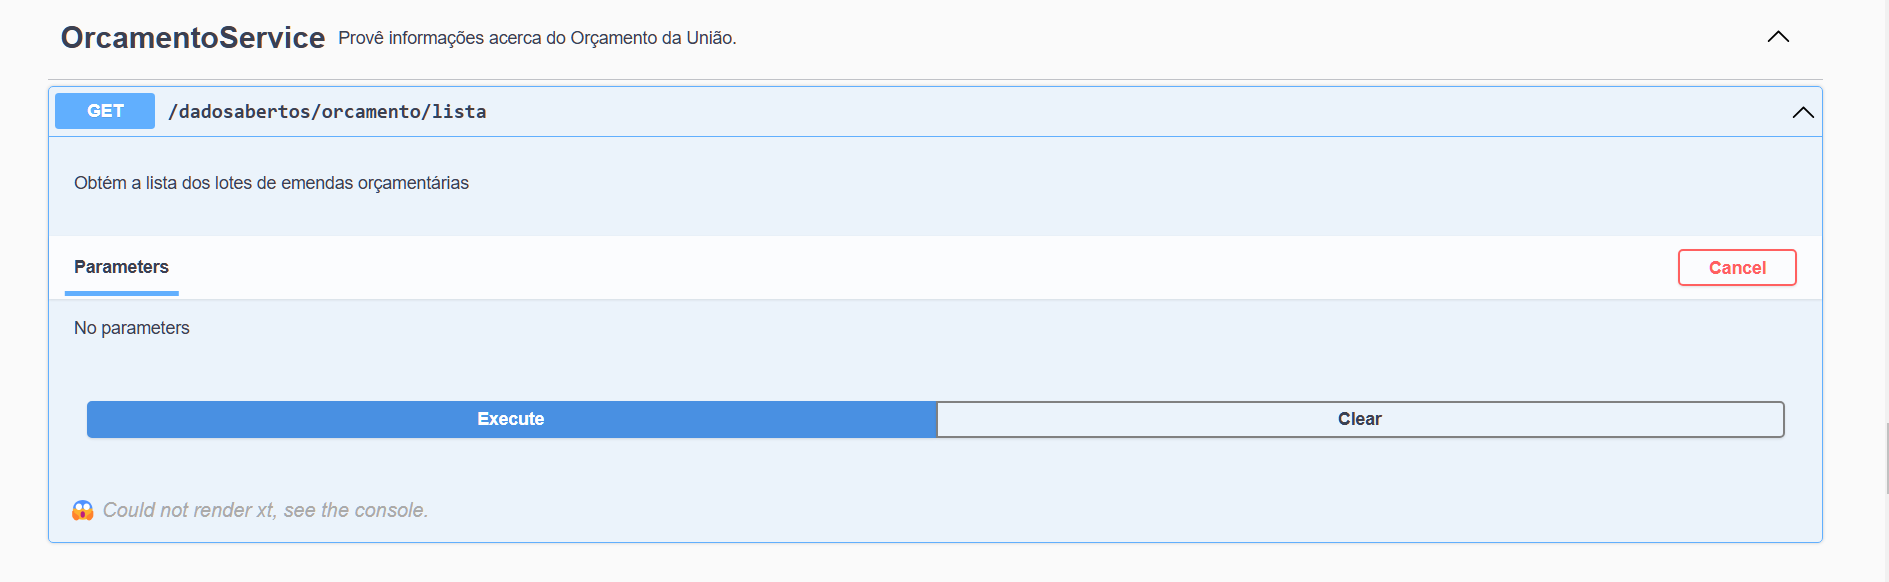 OrcamentoService Provê informações acerca do Orçamento da União.
GET /dadosabertos/orcamento/lista
Obtém a lista dos lotes de emendas orçamentárias
Parameters Cancel
No parameters
Execute Clear
Could not render xt, see the console.